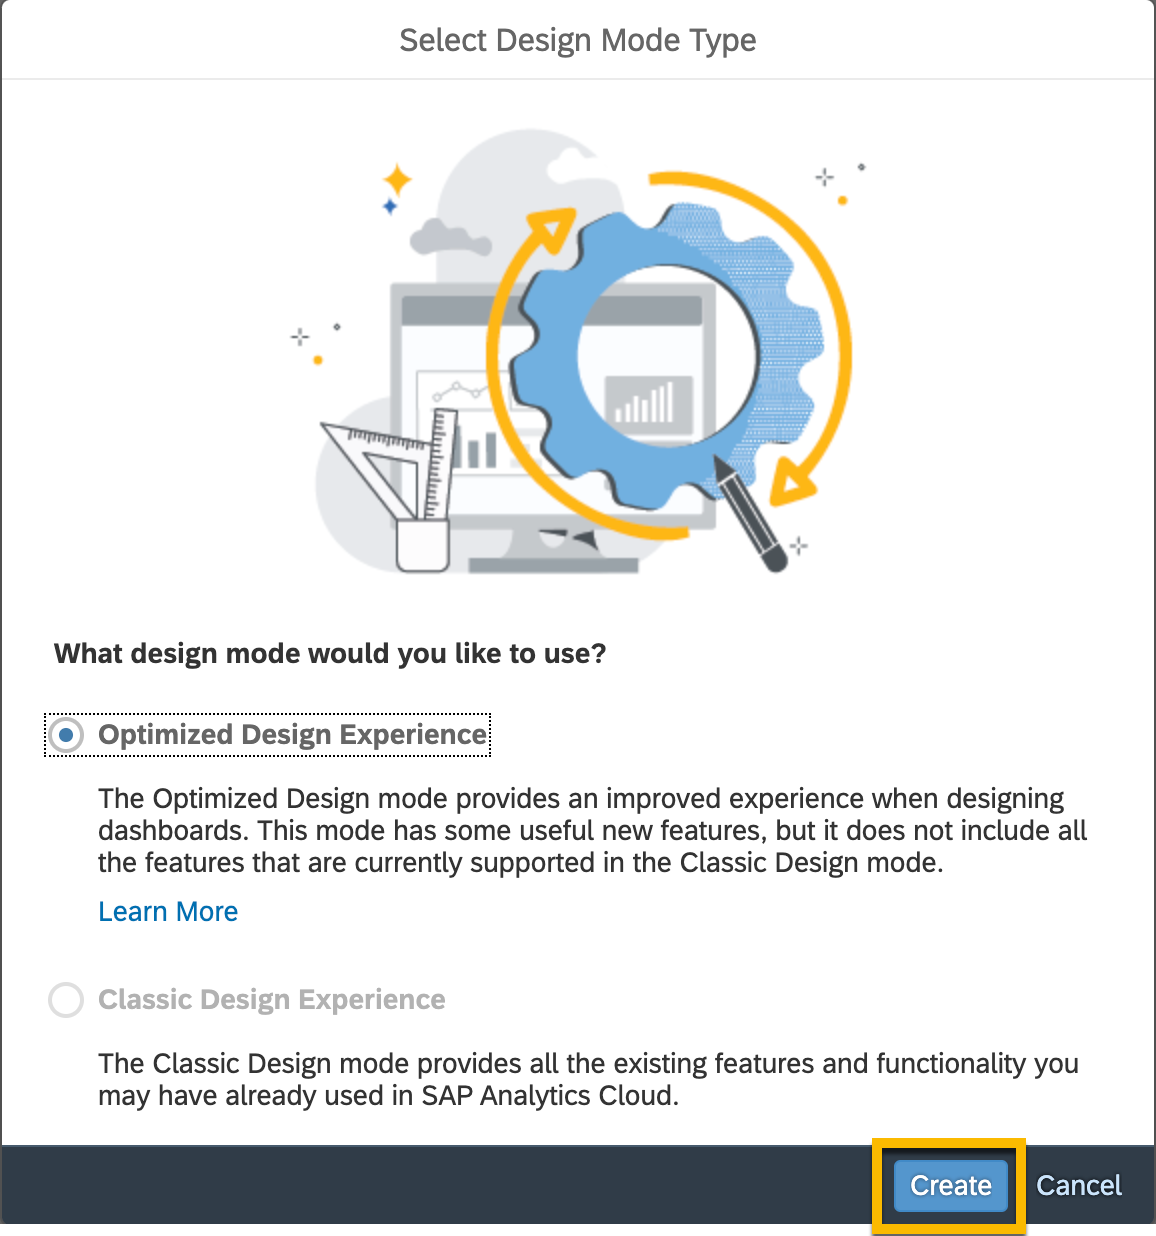 Select Design Mode Type
What design mode would you like to use?
Optimized Design Experience
The Optimized Design mode provides an improved experience when designing
dashboards. This mode has some useful new features, but it does not include all
the features that are currently supported in the Classic Design mode.
Learn More
Classic Design Experience
The Classic Design mode provides all the existing features and functionality you
may have already used in SAP Analytics Cloud.
Create Cancel